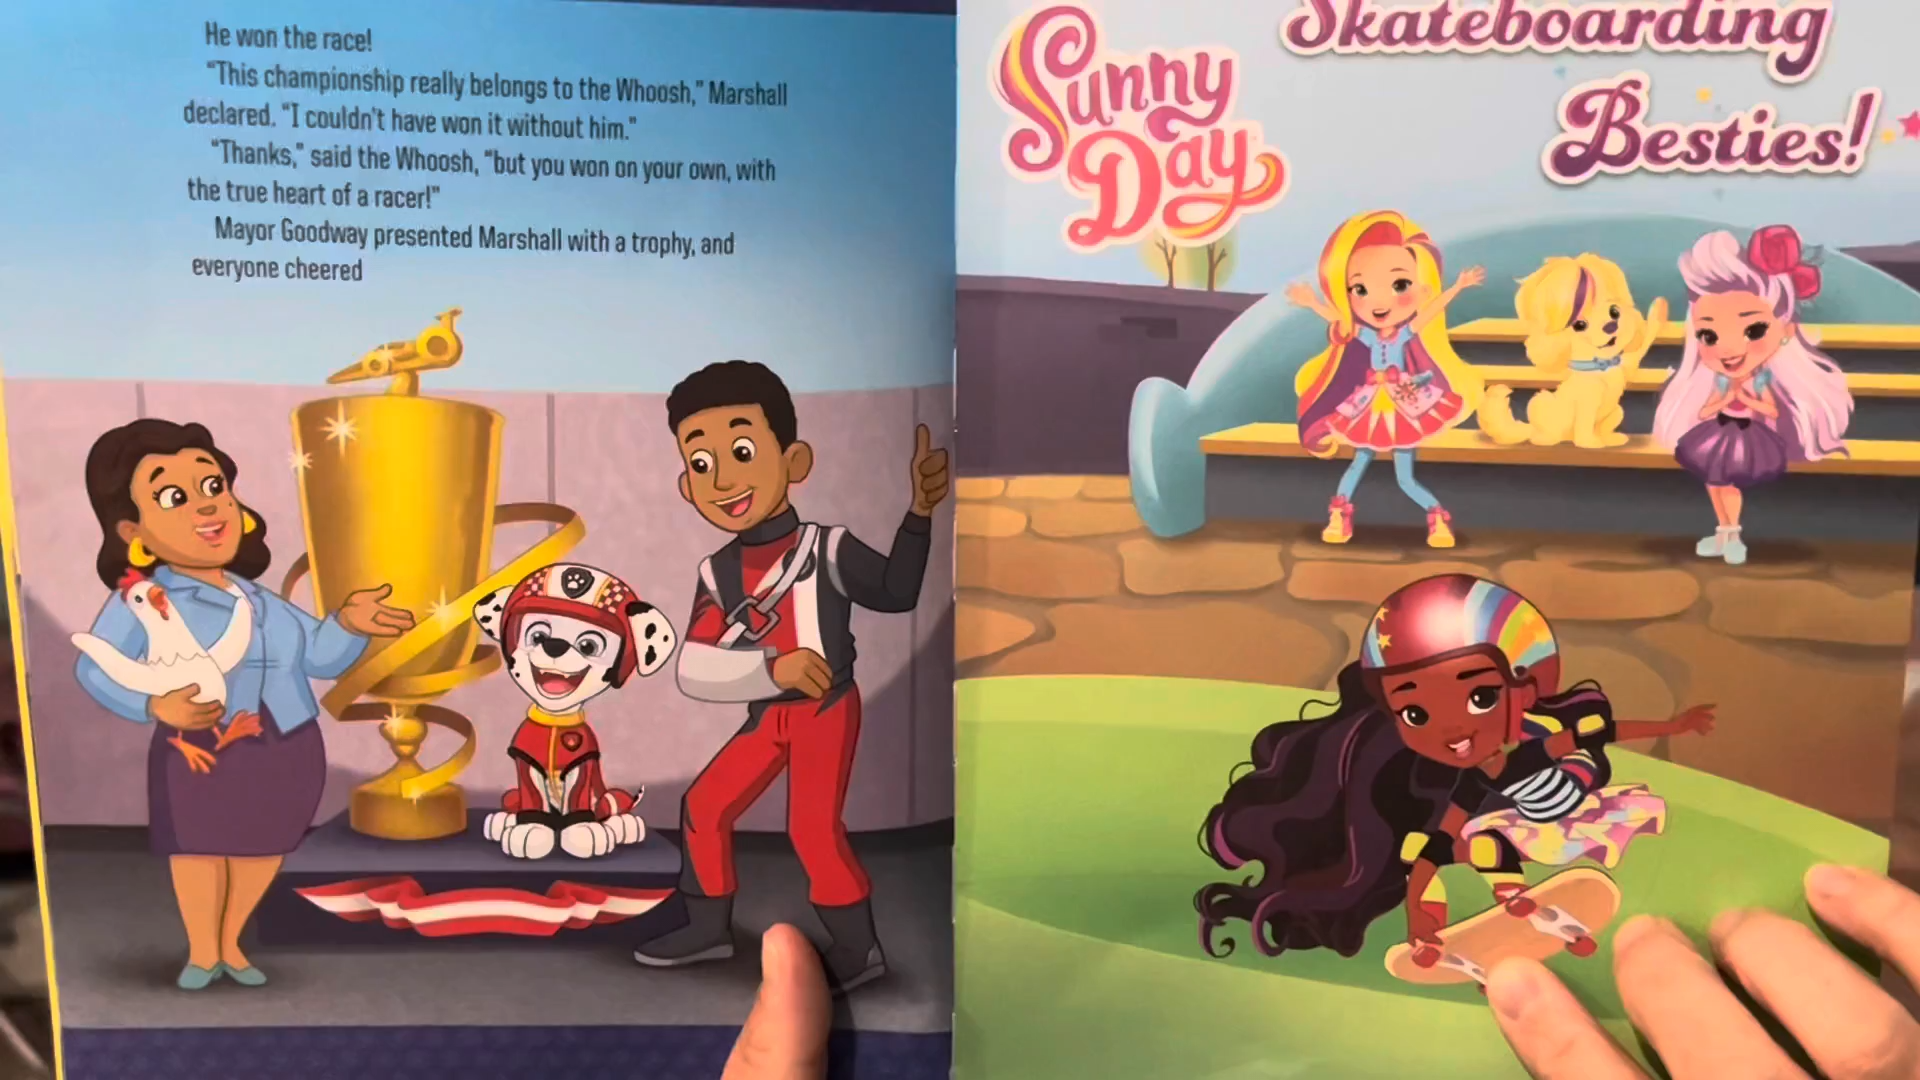 He won the race!
"This championship really belongs to the Whoosh," Marshall
declared. "I couldn't have won it without him."
"Thanks," said the Whoosh, "but you won on your own, with
the true heart of a racer!"
Mayor Goodway presented Marshall with a trophy, and
everyone cheered
Sunny
Day
Skateboarding
Besties!